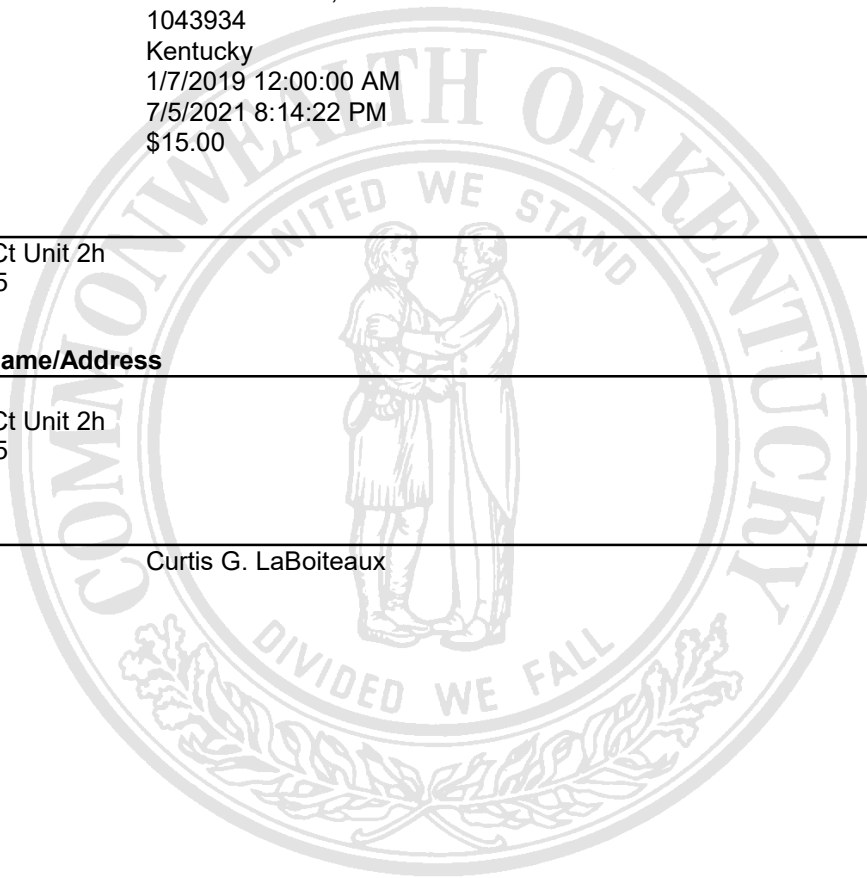 1043934
Kentucky
1/7/2019 12:00:00 AM
7/5/2021 8:14:22 PM
$15.00
COMMONWEALTH OF KENTUCKY
UNITED WE STAND
Ct Unit 2h
5
ame/Address
Ct Unit 2h
5
Curtis G. LaBoiteaux
DIVIDED WE FALL